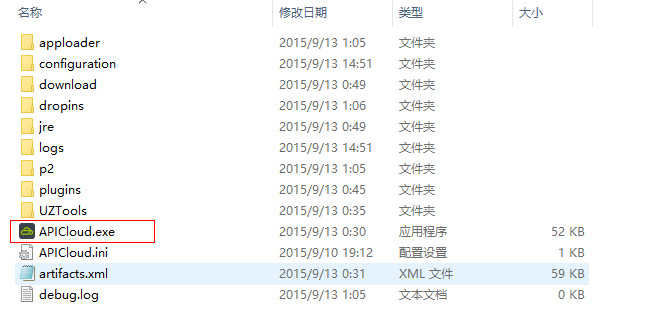 名称 修改日期 类型 大小
apploader 2015/9/13 1:05 文件夹
configuration 2015/9/13 14:51 文件夹
download 2015/9/13 0:49 文件夹
dropins 2015/9/13 1:06 文件夹
jre 2015/9/13 0:49 文件夹
logs 2015/9/13 14:51 文件夹
p2 2015/9/13 1:05 文件夹
plugins 2015/9/13 0:45 文件夹
UZTools 2015/9/13 0:35 文件夹
APICloud.exe 2015/9/13 0:30 应用程序 52 KB
APICloud.ini 2015/9/10 19:12 配置设置 1 KB
artifacts.xml 2015/9/13 0:31 XML 文件 59 KB
debug.log 2015/9/13 1:05 文本文档 0 KB